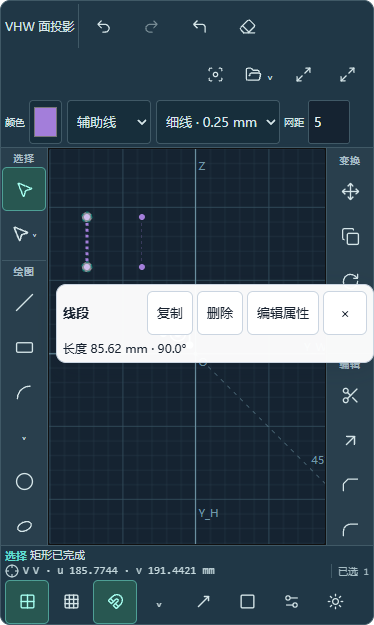 VHW 面投影
颜色 辅助线 细线 · 0.25 mm 网距 5
选择
变换
绘图
Z
线段 复制 删除 编辑属性 ×
长度 85.62 mm · 90.0°
编辑
45
Y_H
选择 矩形已完成
V V · u 185.7744 · v 191.4421 mm
已选 1